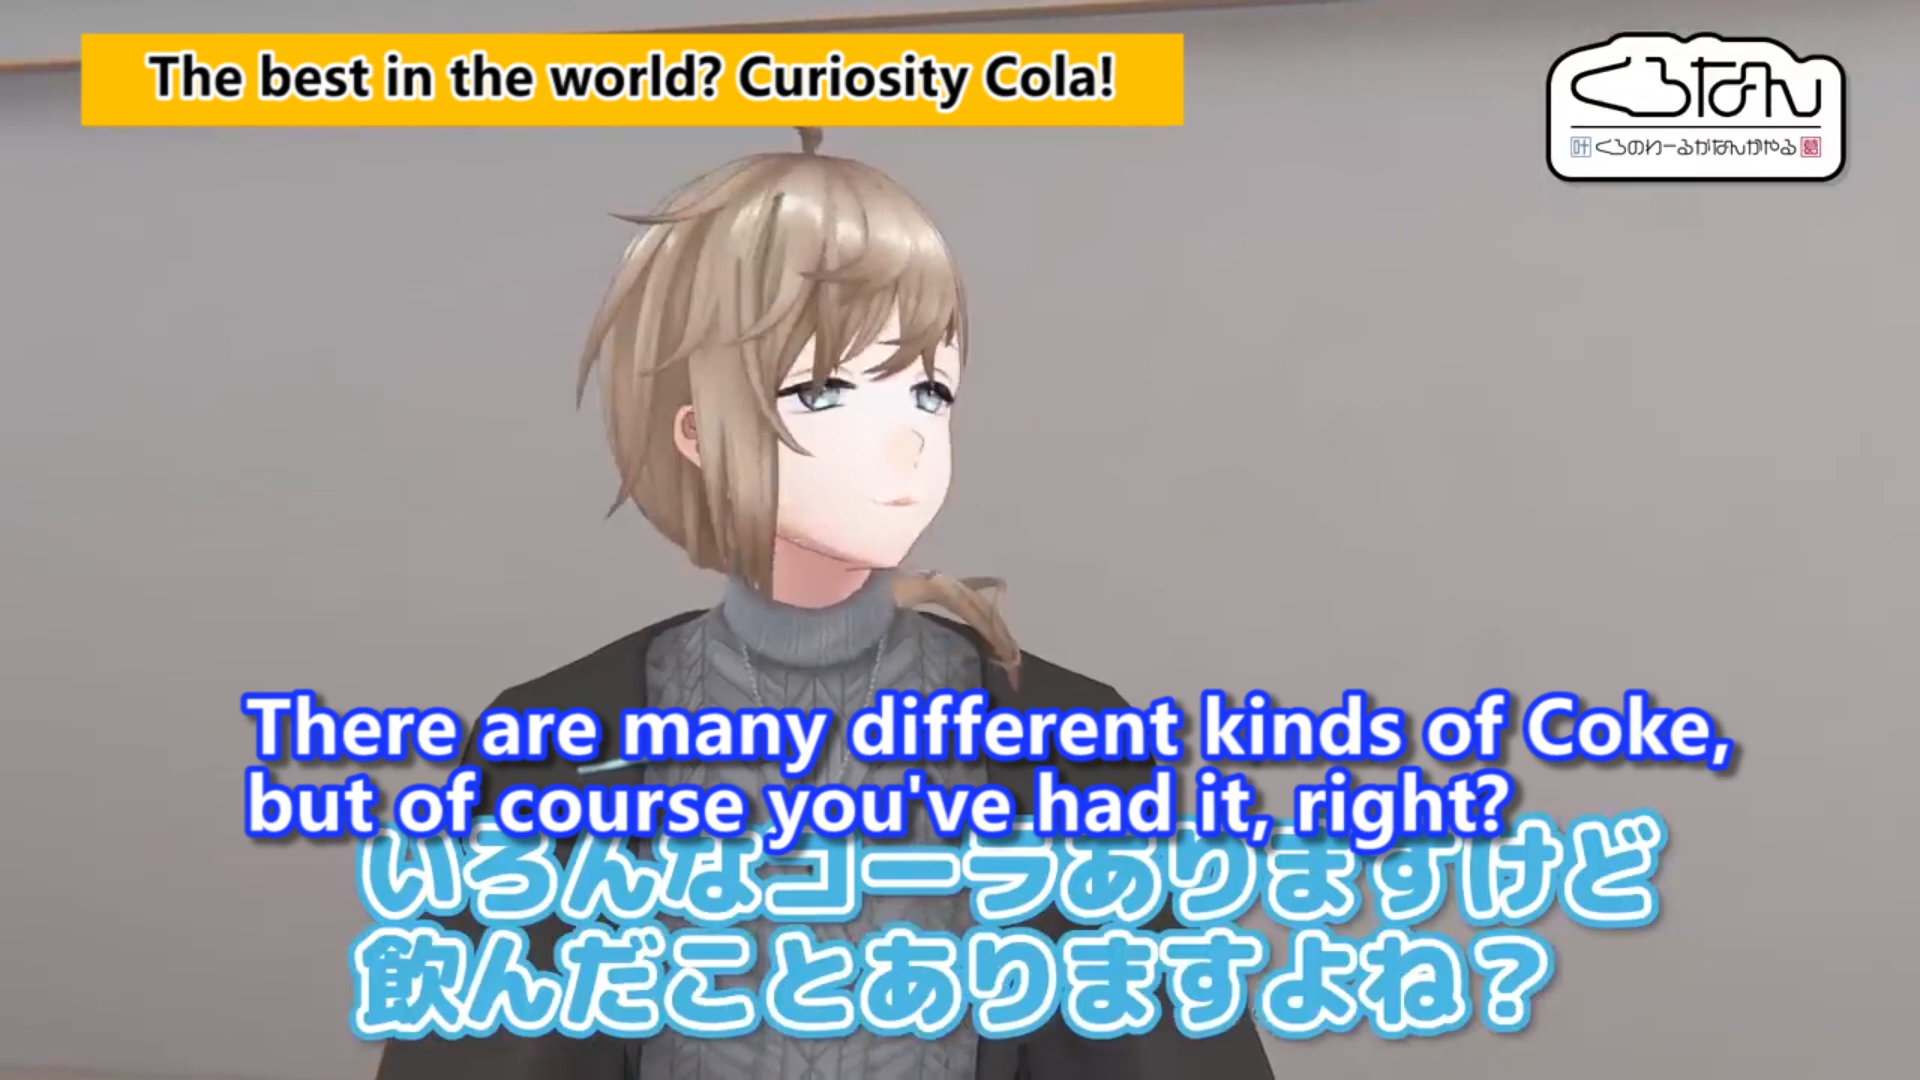 The best in the world? Curiosity Cola!
くろなん
叶 くろのわーるがなんかやる 葛
There are many different kinds of Coke,
but of course you've had it, right?
いろんなコーラありますけど
飲んだことありますよね？